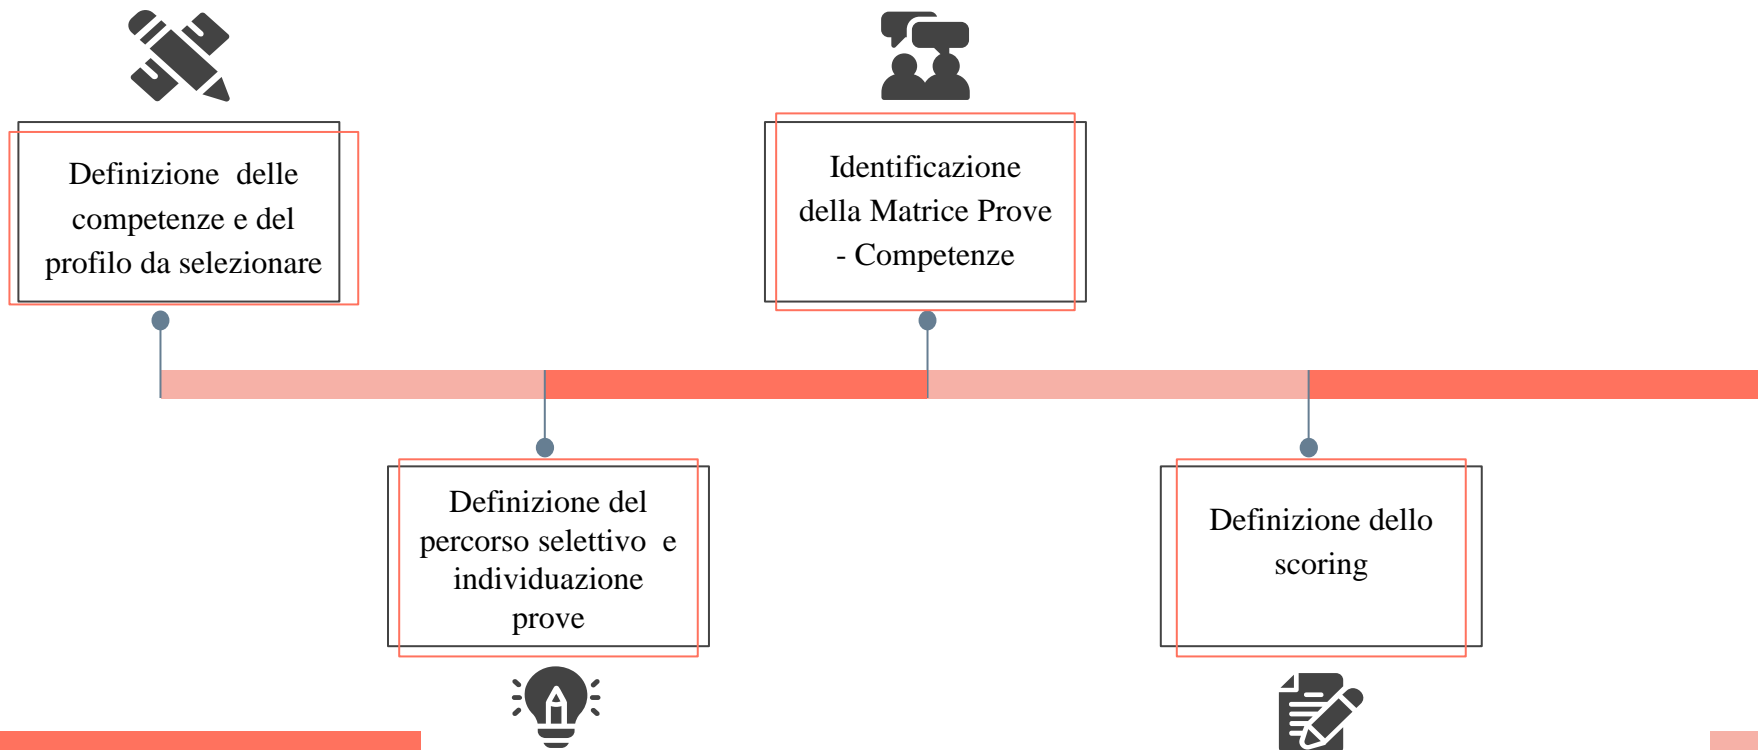 Definizione  delle
competenze e del
profilo da selezionare
Definizione del
percorso selettivo  e
individuazione
prove
Identificazione
della Matrice Prove
- Competenze
Definizione dello
scoring